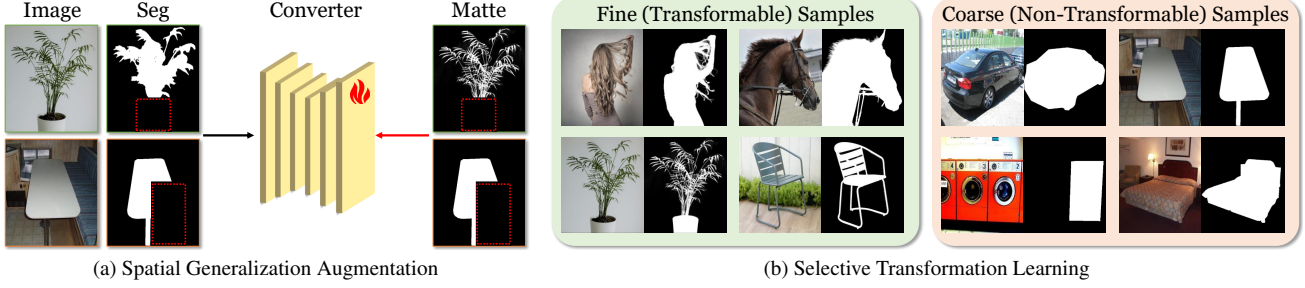 Image Seg Converter Matte
Fine (Transformable) Samples
Coarse (Non-Transformable) Samples
(a) Spatial Generalization Augmentation
(b) Selective Transformation Learning